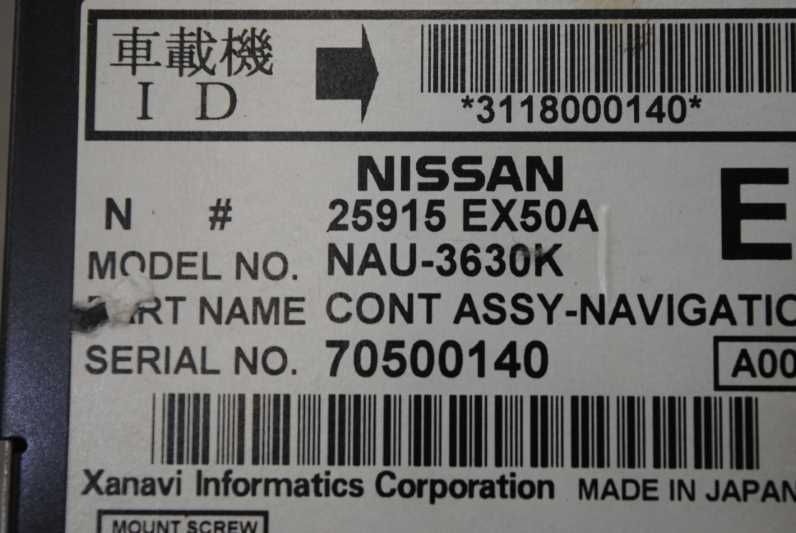 車載機
I D
*3118000140*
NISSAN
E
N # 25915 EX50A
MODEL NO. NAU-3630K
PART NAME CONT ASSY-NAVIGATIO
SERIAL NO. 70500140
A00
Xanavi Informatics Corporation MADE IN JAPAN
MOUNT SCREW